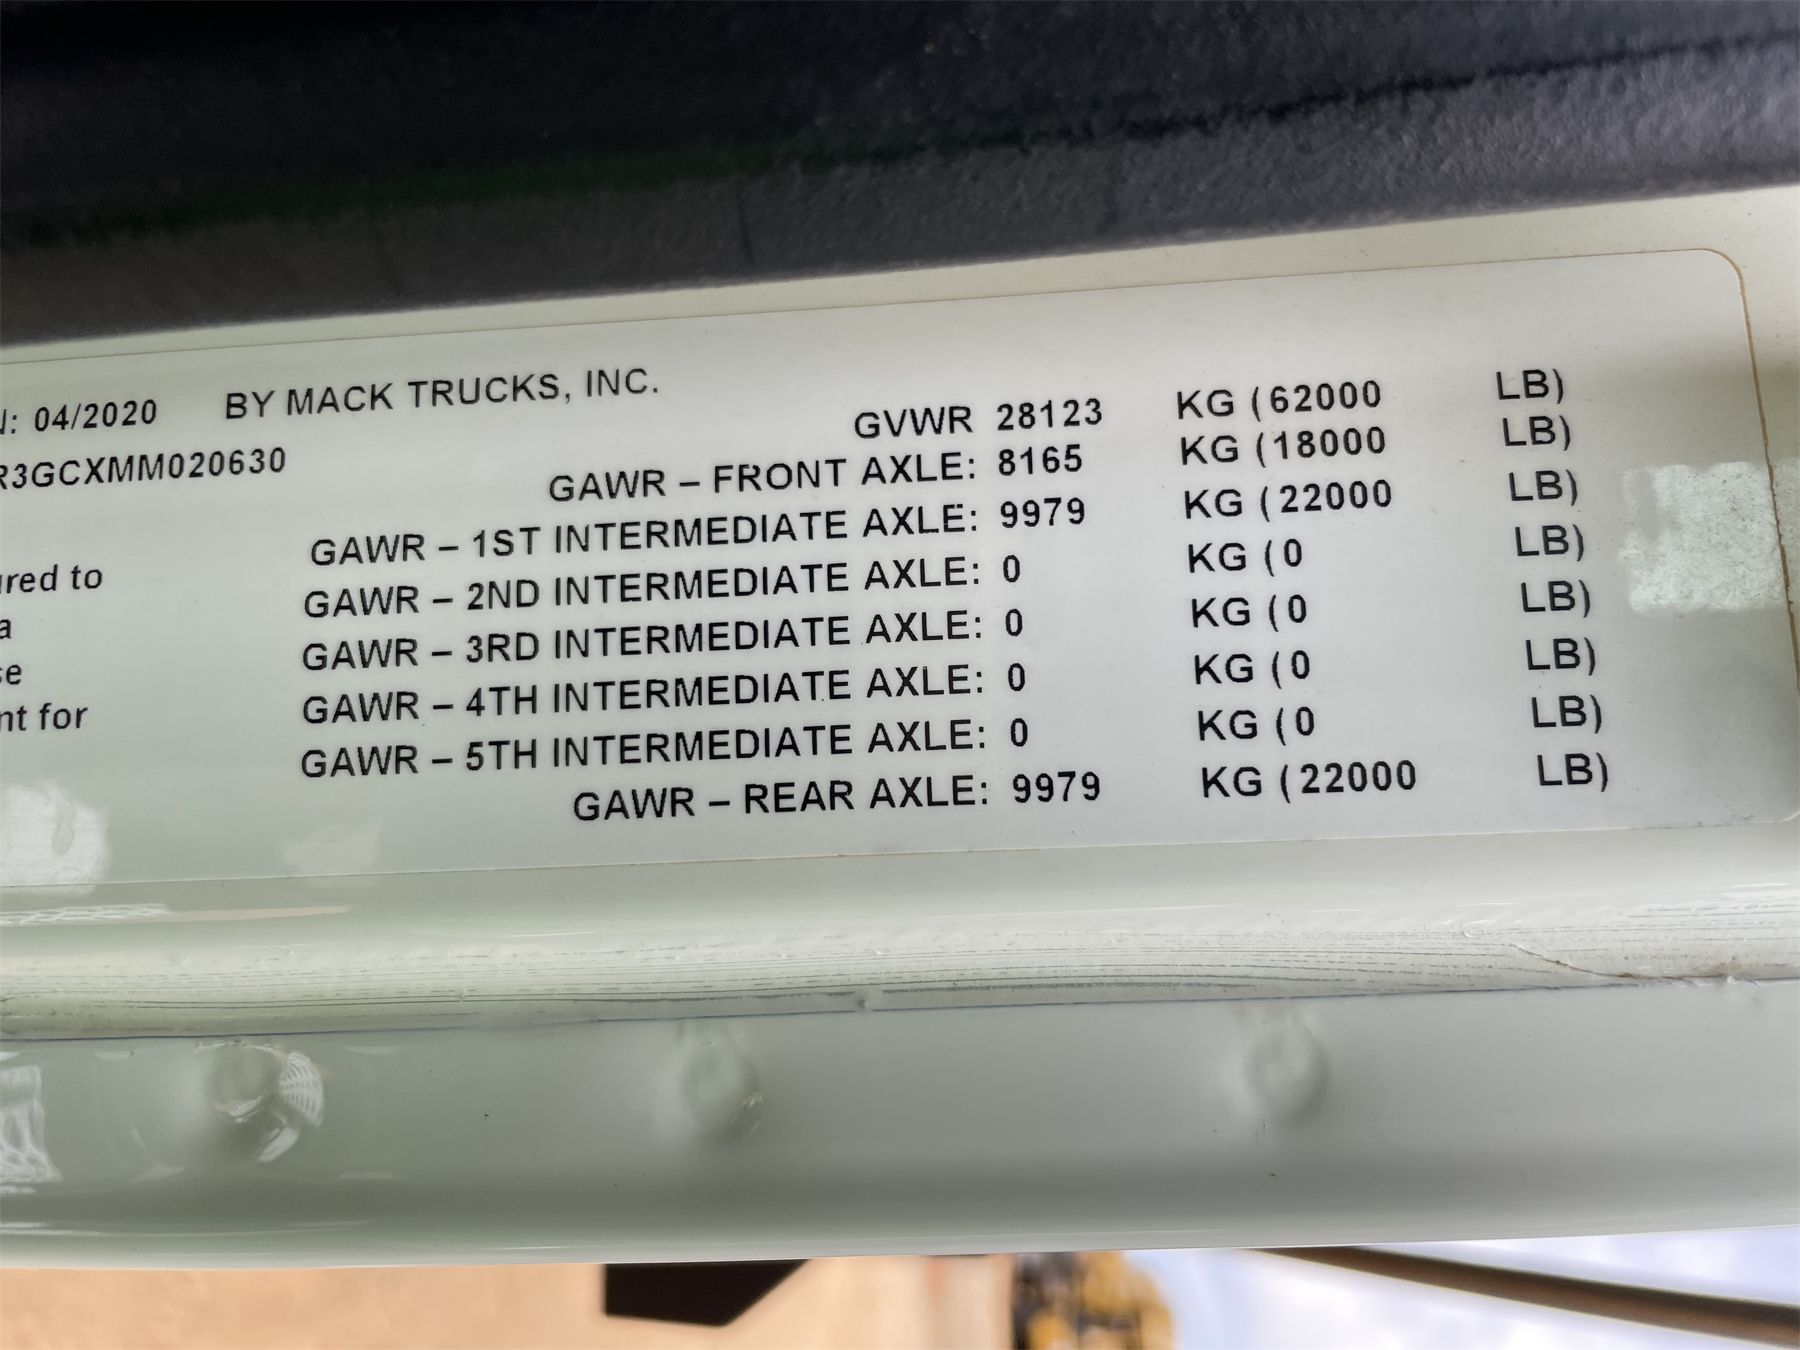 N: 04/2020 BY MACK TRUCKS, INC.
R3GCXMM020630
GVWR 28123 KG (62000 LB)
GAWR – FRONT AXLE: 8165 KG (18000 LB)
GAWR – 1ST INTERMEDIATE AXLE: 9979 KG (22000 LB)
GAWR – 2ND INTERMEDIATE AXLE: 0 KG (0 LB)
GAWR – 3RD INTERMEDIATE AXLE: 0 KG (0 LB)
GAWR – 4TH INTERMEDIATE AXLE: 0 KG (0 LB)
GAWR – 5TH INTERMEDIATE AXLE: 0 KG (0 LB)
GAWR – REAR AXLE: 9979 KG (22000 LB)
red to
a
se
nt for